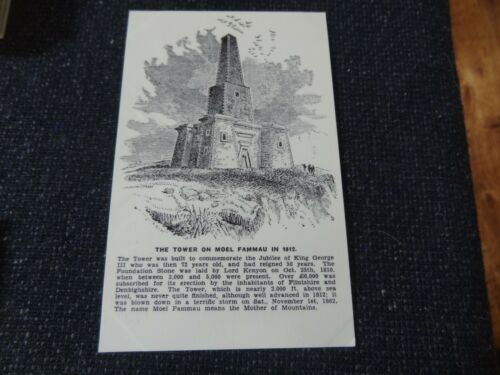 THE TOWER ON MOEL FAMMAU IN 1812.
The Tower was built to commemorate the Jubilee of King George
III who was then 72 years old, and had reigned 50 years. The
Foundation Stone was laid by Lord Kenyon on Oct. 25th, 1810,
when between 3,000 and 5,000 were present. Over £6,000 was
subscribed for its erection by the inhabitants of Flintshire and
Denbighshire. The Tower, which is nearly 2,000 ft. above sea
level, was never quite finished, although well advanced in 1812; it
was blown down in a terrific storm on Sat., November 1st, 1862.
The name Moel Fammau means the Mother of Mountains.